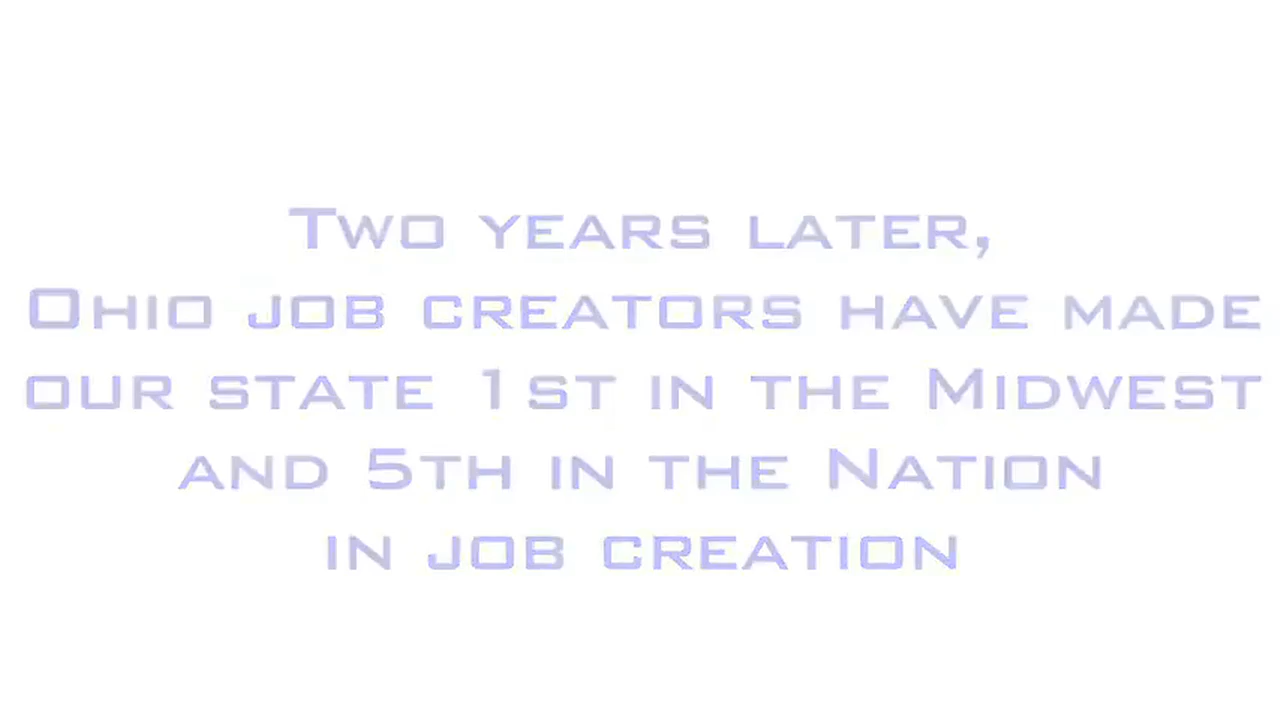 Two years later,
Ohio job creators have made
our state 1st in the Midwest
and 5th in the Nation
in job creation